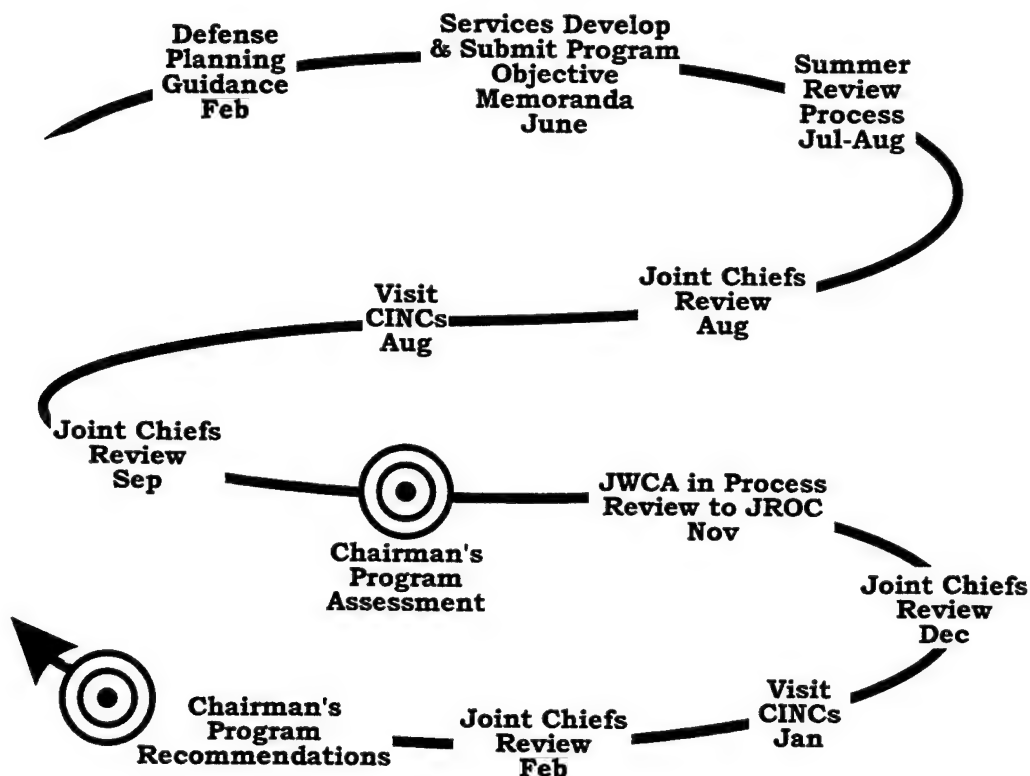 Defense
Planning
Guidance
Feb
Services Develop
& Submit Program
Objective
Memoranda
June
Summer
Review
Process
Jul-Aug
Joint Chiefs
Review
Aug
Visit
CINCs
Aug
Joint Chiefs
Review
Sep
Chairman's
Program
Assessment
JWCA in Process
Review to JROC
Nov
Joint Chiefs
Review
Dec
Visit
CINCs
Jan
Joint Chiefs
Review
Feb
Chairman's
Program
Recommendations